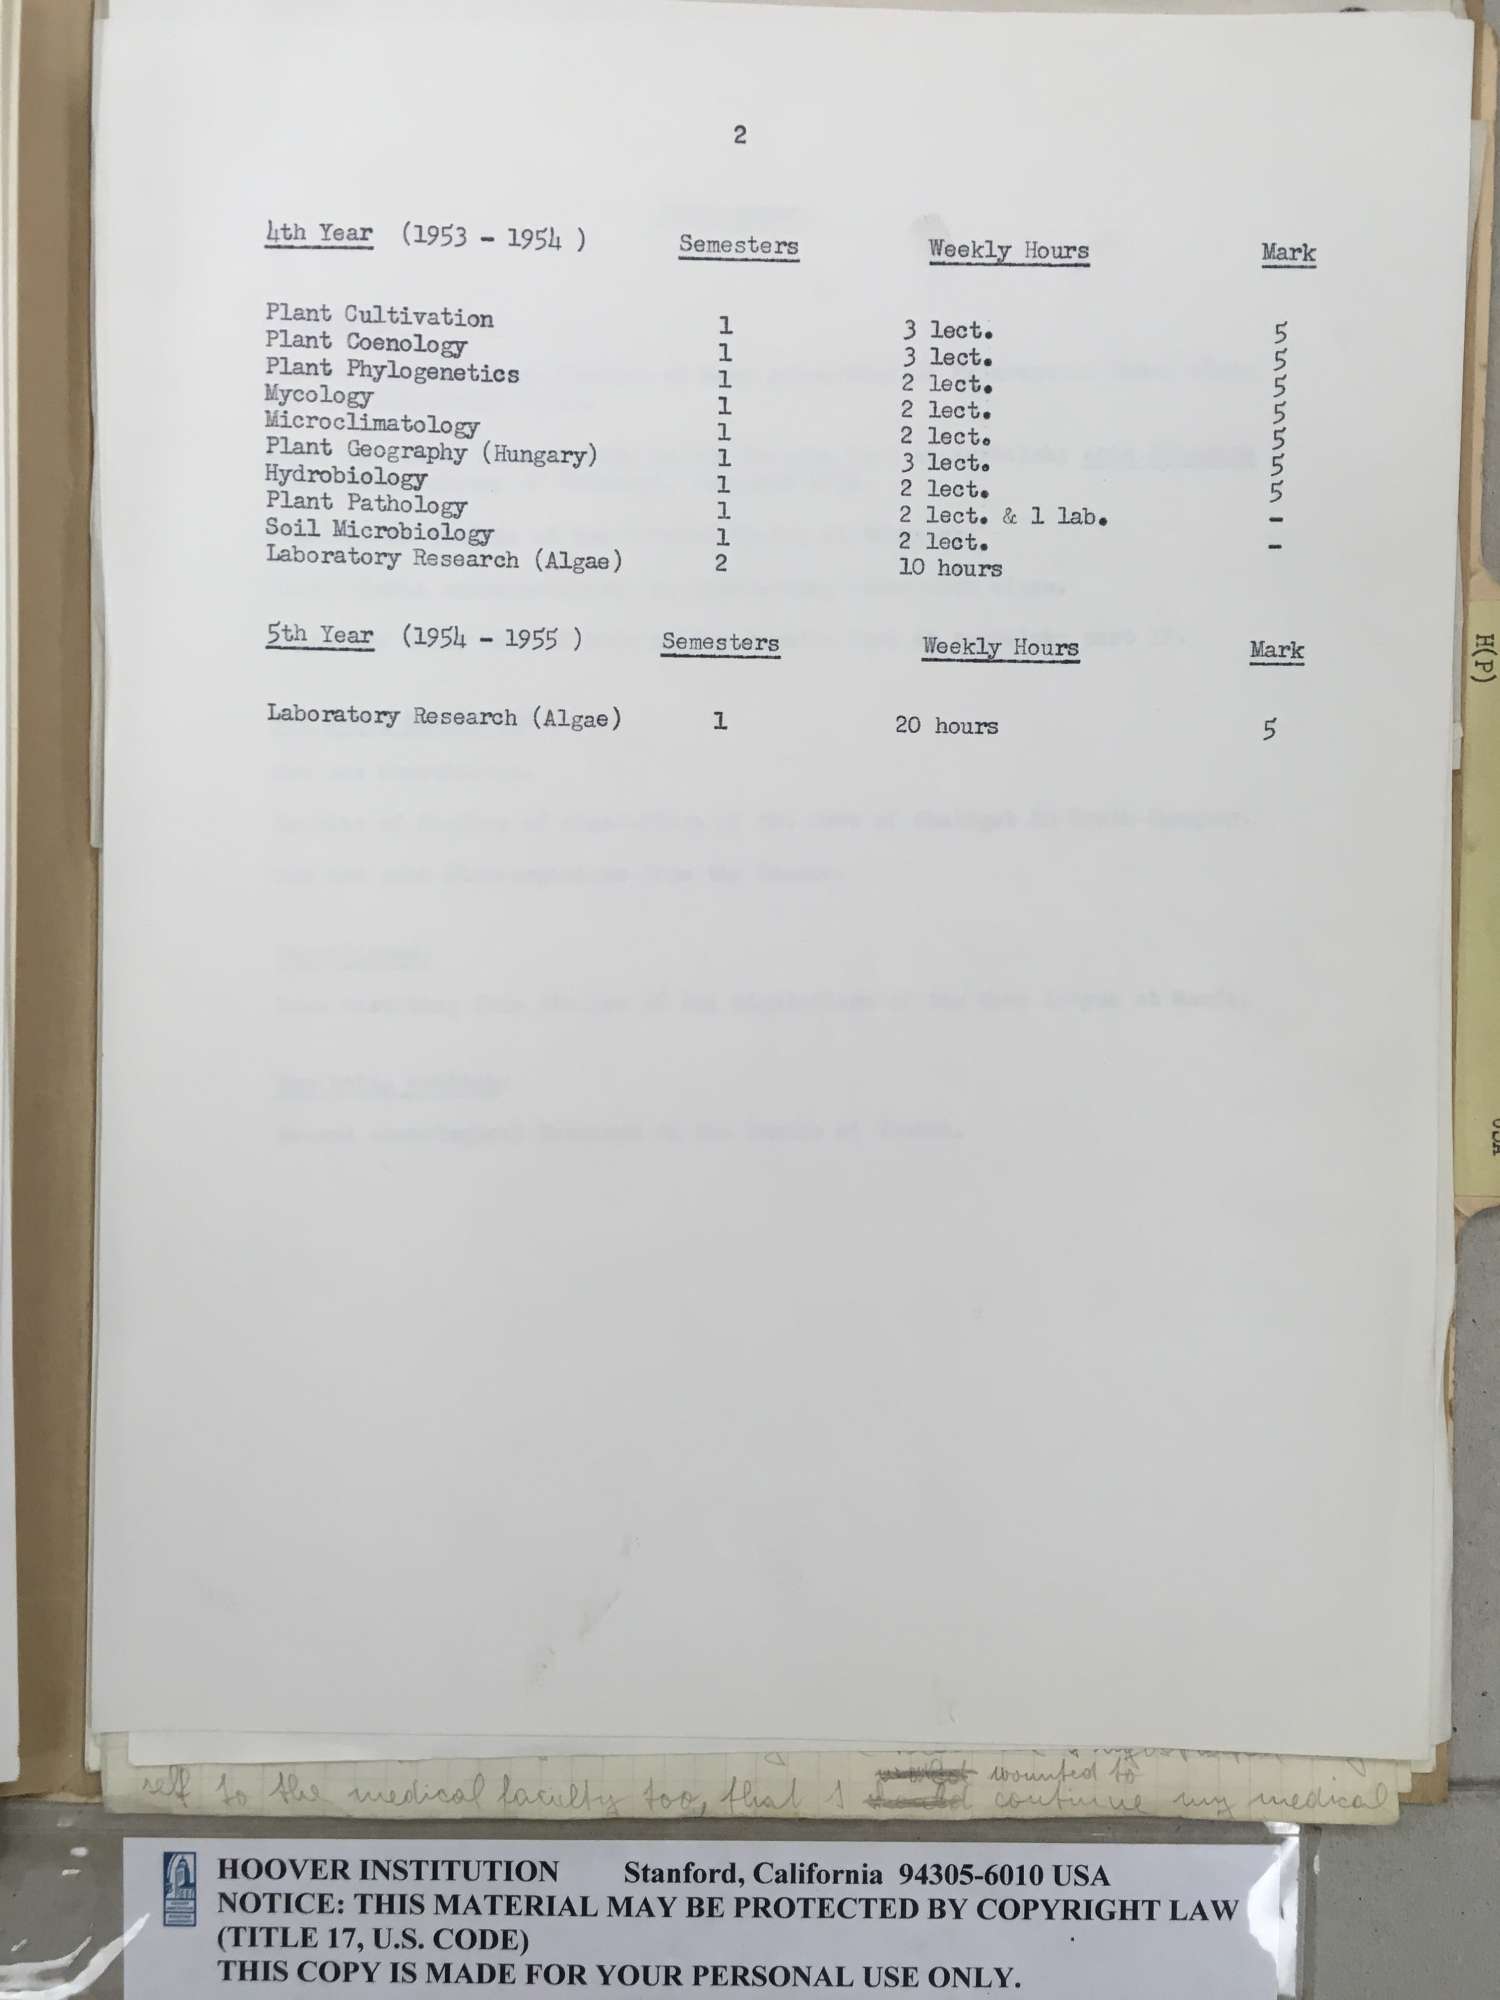 2
4th Year (1953 - 1954 ) Semesters Weekly Hours Mark
Plant Cultivation 1 3 lect. 5
Plant Coenology 1 3 lect. 5
Plant Phylogenetics 1 2 lect. 5
Mycology 1 2 lect. 5
Microclimatology 1 2 lect. 5
Plant Geography (Hungary) 1 3 lect. 5
Hydrobiology 1 2 lect. 5
Plant Pathology 1 2 lect. & 1 lab. -
Soil Microbiology 1 2 lect. -
Laboratory Research (Algae) 2 10 hours
5th Year (1954 - 1955 ) Semesters Weekly Hours Mark
Laboratory Research (Algae) 1 20 hours 5
H(P)
USA
wounted to
self to the medical faculty too, that I continue my medical
HOOVER INSTITUTION Stanford, California 94305-6010 USA
NOTICE: THIS MATERIAL MAY BE PROTECTED BY COPYRIGHT LAW
(TITLE 17, U.S. CODE)
THIS COPY IS MADE FOR YOUR PERSONAL USE ONLY.